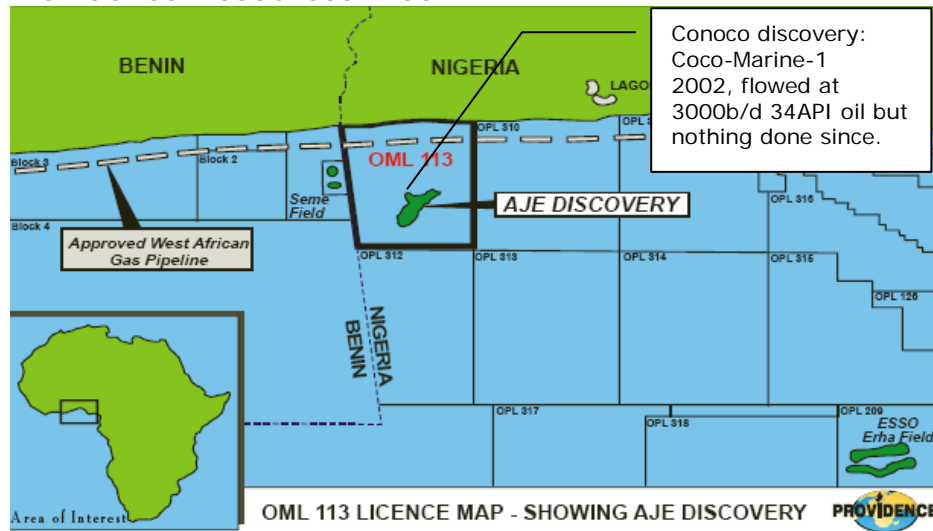 Conoco discovery:
Coco-Marine-1
2002, flowed at
3000b/d 34API oil but
nothing done since.
BENIN
NIGERIA
LAGO
OPL 310
Block 3
Block 2
OML 113
Seme
Field
AJE DISCOVERY
OPL 316
Block 4
Approved West African
Gas Pipeline
OPL 312
OPL 313
OPL 314
OPL 315
OPL 126
NIGERIA
BENIN
OPL 317
OPL 318
OPL 209
ESSO
Erha Field
Area of Interest
OML 113 LICENCE MAP - SHOWING AJE DISCOVERY
PROVIDENCE